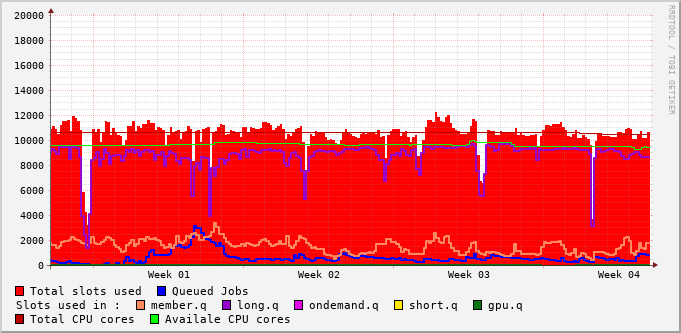 20000
18000
16000
14000
12000
10000
8000
6000
4000
2000
0
Week 01 Week 02 Week 03 Week 04
Total slots used Queued Jobs
Slots used in : member.q long.q ondemand.q short.q gpu.q
Total CPU cores Availale CPU cores
RRDTOOL / TOBI OETIKER